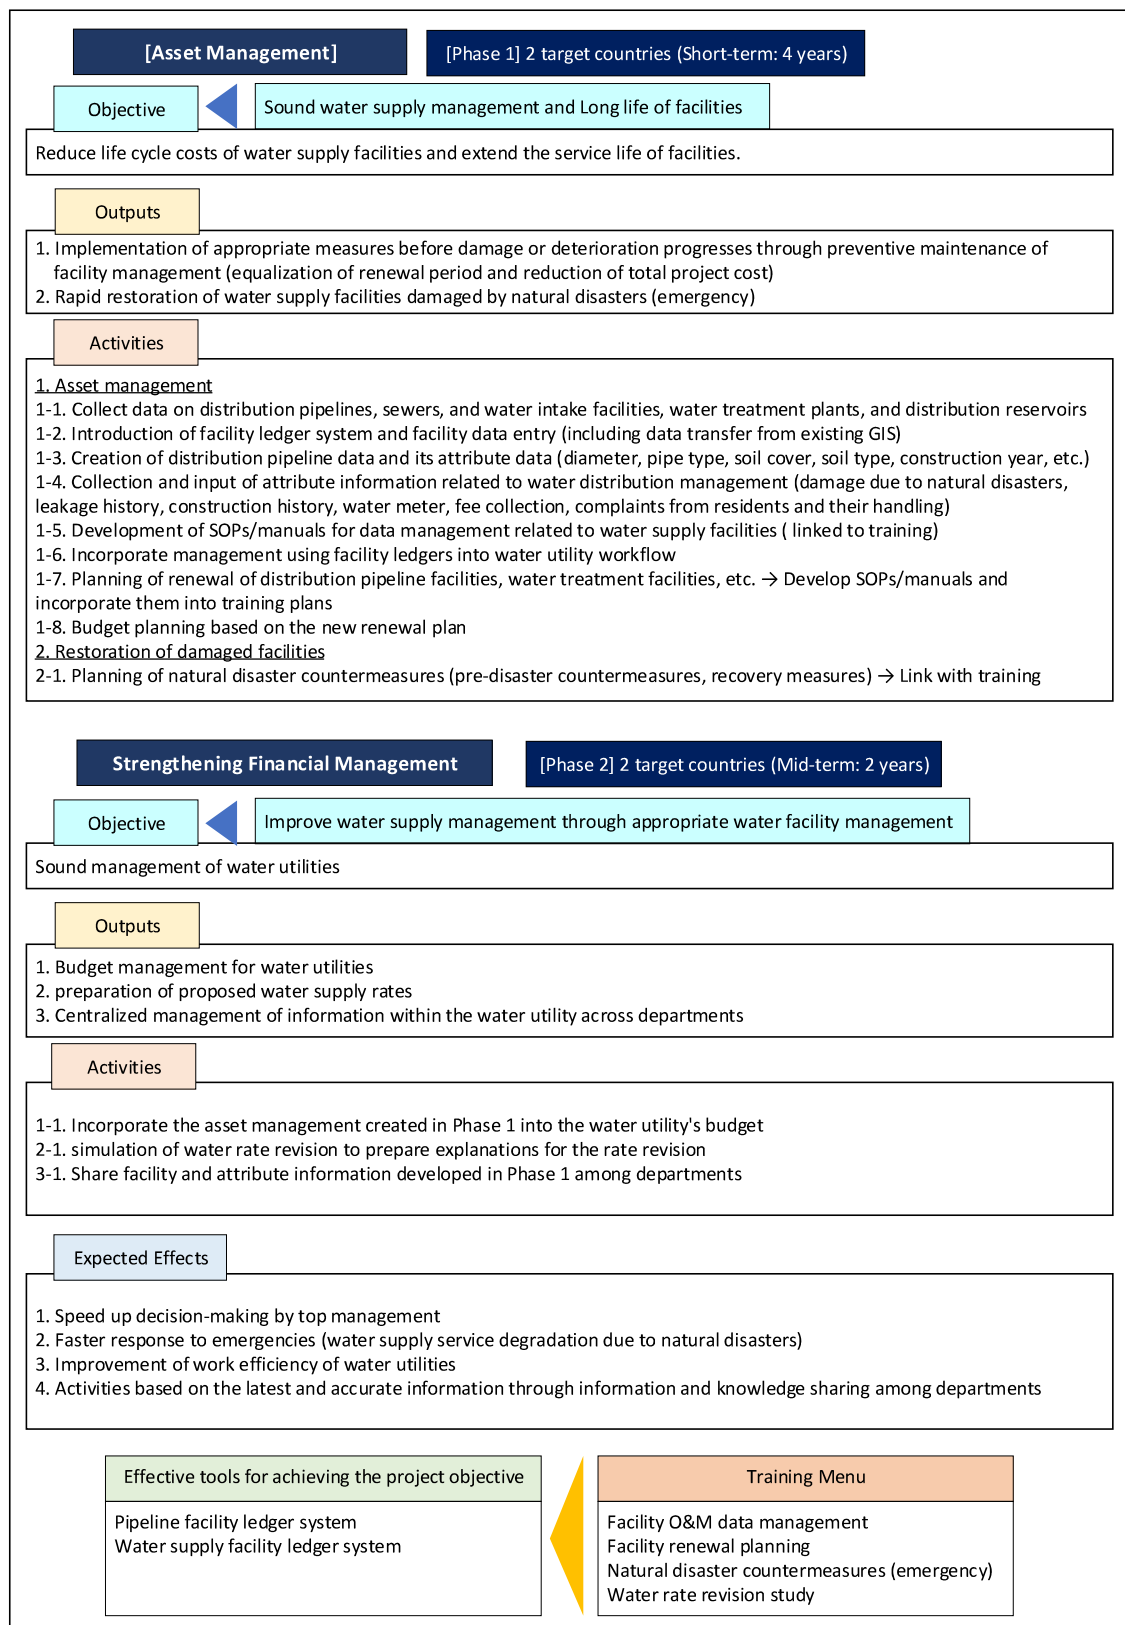 [Asset Management]
[Phase 1] 2 target countries (Short-term: 4 years)
Objective
Sound water supply management and Long life of facilities
Reduce life cycle costs of water supply facilities and extend the service life of facilities.
Outputs
1. Implementation of appropriate measures before damage or deterioration progresses through preventive maintenance of
facility management (equalization of renewal period and reduction of total project cost)
2. Rapid restoration of water supply facilities damaged by natural disasters (emergency)
Activities
1. Asset management
1-1. Collect data on distribution pipelines, sewers, and water intake facilities, water treatment plants, and distribution reservoirs
1-2. Introduction of facility ledger system and facility data entry (including data transfer from existing GIS)
1-3. Creation of distribution pipeline data and its attribute data (diameter, pipe type, soil cover, soil type, construction year, etc.)
1-4. Collection and input of attribute information related to water distribution management (damage due to natural disasters,
leakage history, construction history, water meter, fee collection, complaints from residents and their handling)
1-5. Development of SOPs/manuals for data management related to water supply facilities ( linked to training)
1-6. Incorporate management using facility ledgers into water utility workflow
1-7. Planning of renewal of distribution pipeline facilities, water treatment facilities, etc. → Develop SOPs/manuals and
incorporate them into training plans
1-8. Budget planning based on the new renewal plan
2. Restoration of damaged facilities
2-1. Planning of natural disaster countermeasures (pre-disaster countermeasures, recovery measures) → Link with training
Strengthening Financial Management
[Phase 2] 2 target countries (Mid-term: 2 years)
Objective
Improve water supply management through appropriate water facility management
Sound management of water utilities
Outputs
1. Budget management for water utilities
2. preparation of proposed water supply rates
3. Centralized management of information within the water utility across departments
Activities
1-1. Incorporate the asset management created in Phase 1 into the water utility's budget
2-1. simulation of water rate revision to prepare explanations for the rate revision
3-1. Share facility and attribute information developed in Phase 1 among departments
Expected Effects
1. Speed up decision-making by top management
2. Faster response to emergencies (water supply service degradation due to natural disasters)
3. Improvement of work efficiency of water utilities
4. Activities based on the latest and accurate information through information and knowledge sharing among departments
Effective tools for achieving the project objective
Pipeline facility ledger system
Water supply facility ledger system
Training Menu
Facility O&M data management
Facility renewal planning
Natural disaster countermeasures (emergency)
Water rate revision study